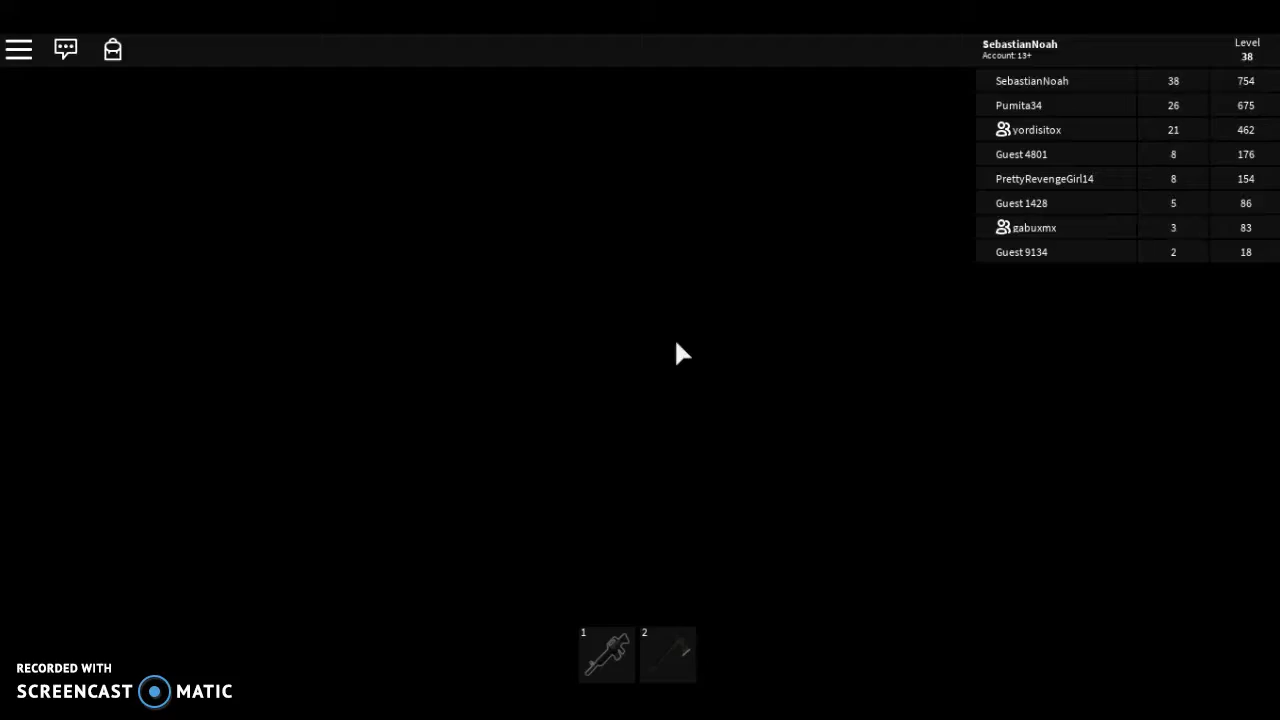 SebastianNoah
Account: 13+
Level
38
SebastianNoah 38 754
Pumita34 26 675
yordisitox 21 462
Guest 4801 8 176
PrettyRevengeGirl14 8 154
Guest 1428 5 86
gabuxmx 3 83
Guest 9134 2 18
1 2
RECORDED WITH
SCREENCAST MATIC